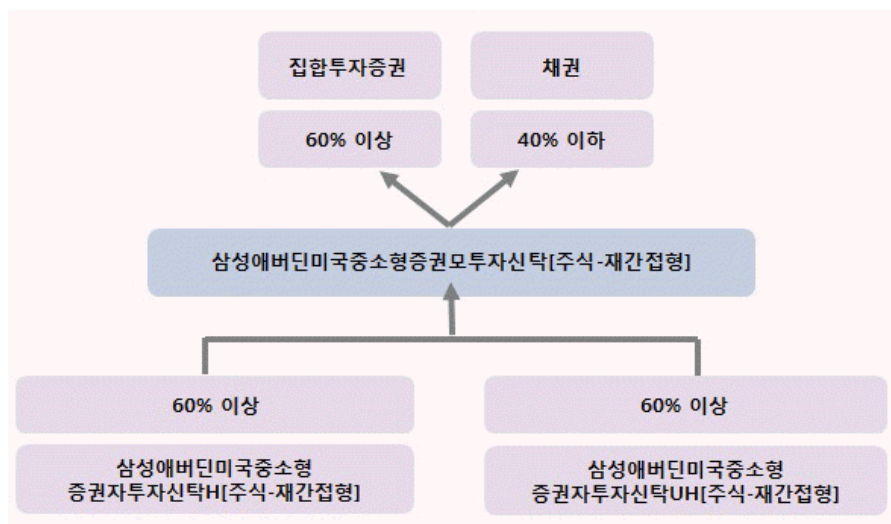 집합투자증권
채권
60% 이상
40% 이하
삼성애버딘미국중소형증권모투자신탁[주식-재간접형]
60% 이상
60% 이상
삼성애버딘미국중소형
증권자투자신탁H[주식-재간접형]
삼성애버딘미국중소형
증권자투자신탁UH[주식-재간접형]